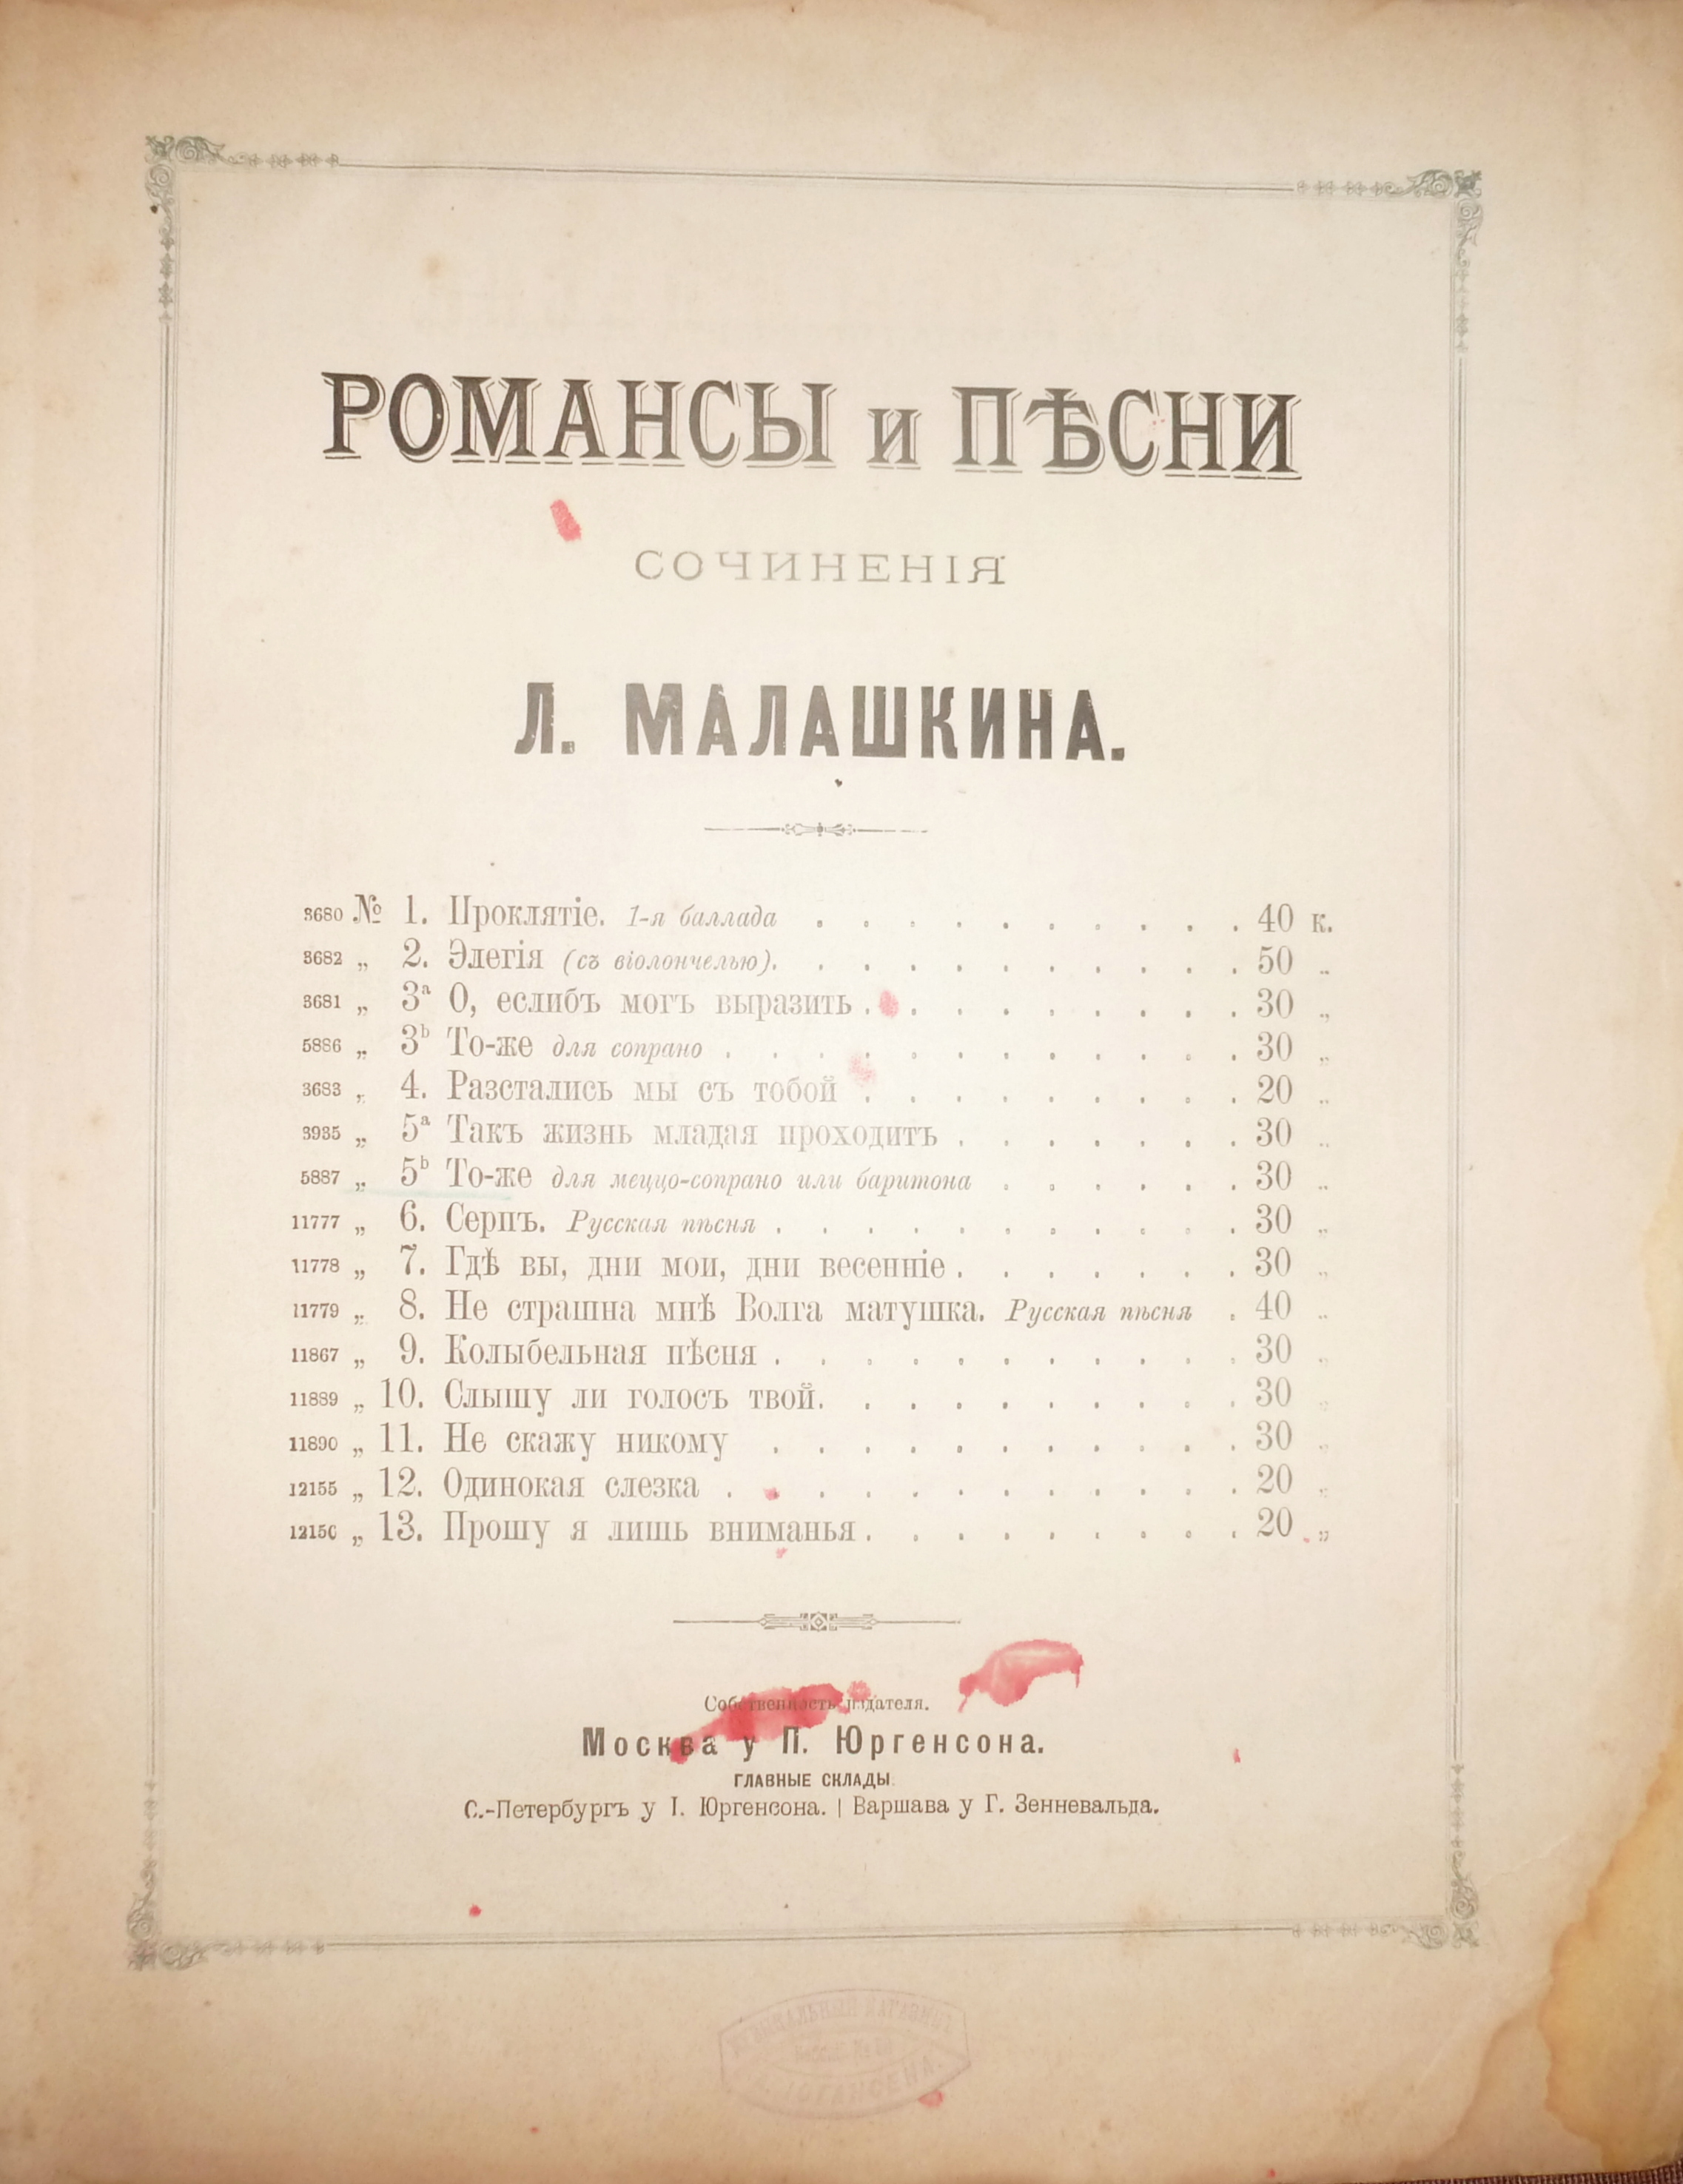 РОМАНСЫ и ПѢСНИ
СОЧИНЕНІЯ
Л. МАЛАШКИНА.
3680 № 1. Проклятіе. 1-я баллада . . . . . . . . . . 40 к.
3682 „ 2. Элегія (съ віолончелью). . . . . . . . . . . 50 „
3681 „ 3а О, еслибъ могъ выразить . . . . . . . . . 30 „
5886 „ 3b То-же для сопрано . . . . . . . . . . . . 30 „
3683 „ 4. Разстались мы съ тобой . . . . . . . . . 20 „
3935 „ 5а Такъ жизнь младая проходитъ . . . . . . . 30 „
5887 „ 5b То-же для меццо-сопрано или баритона . . . . . . 30 „
11777 „ 6. Серпъ. Русская пѣсня . . . . . . . . . . . 30 „
11778 „ 7. Гдѣ вы, дни мои, дни весенніе . . . . . . . 30 „
11779 „ 8. Не страшна мнѣ Волга матушка. Русская пѣсня . 40 „
11867 „ 9. Колыбельная пѣсня . . . . . . . . . . . 30 „
11889 „ 10. Слышу ли голосъ твой. . . . . . . . . . 30 „
11890 „ 11. Не скажу никому . . . . . . . . . . . 30 „
12155 „ 12. Одинокая слезка . . . . . . . . . . . . 20 „
„ 13. Прошу я лишь вниманья . . . . . . . . . 20 „
Собственность издателя.
Москва у П. Юргенсона.
ГЛАВНЫЕ СКЛАДЫ
С.-Петербургъ у І. Юргенсона. | Варшава у Г. Зенневальда.